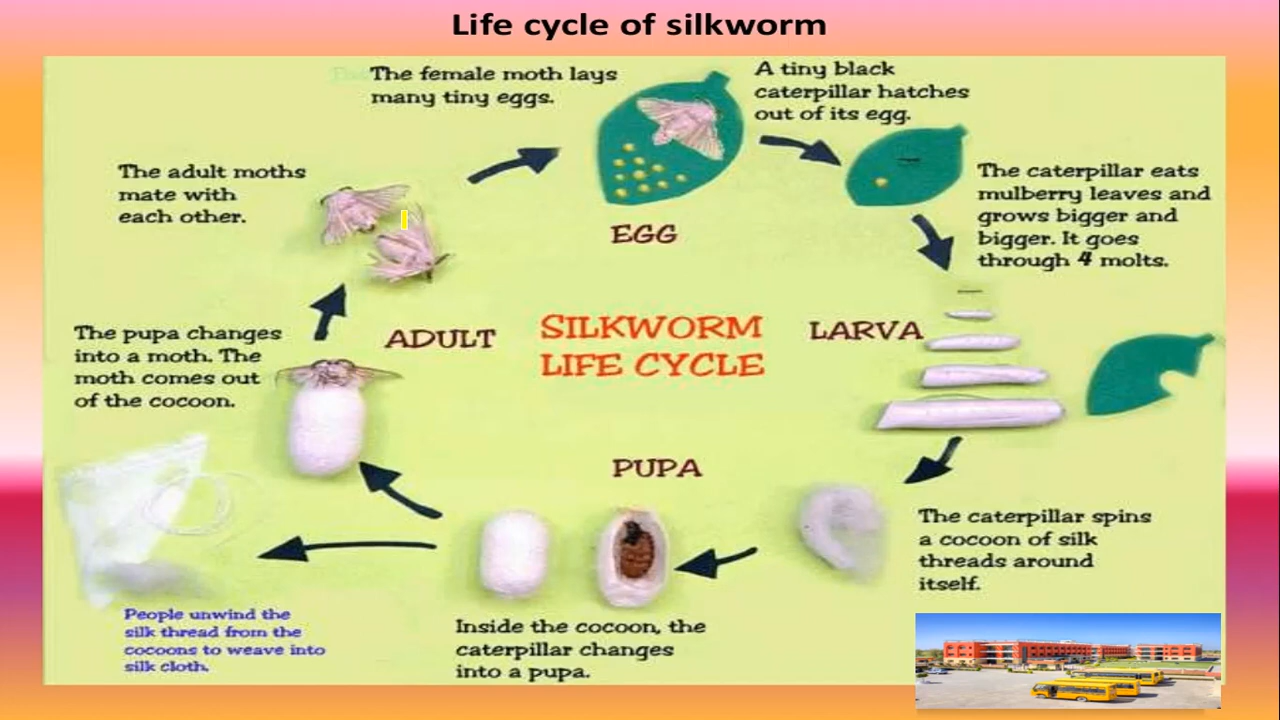 Life cycle of silkworm
The female moth lays
many tiny eggs.
A tiny black
caterpillar hatches
out of its egg.
The adult moths
mate with
each other.
The caterpillar eats
mulberry leaves and
grows bigger and
bigger. It goes
through 4 molts.
EGG
The pupa changes
into a moth. The
moth comes out
of the cocoon.
ADULT
SILKWORM
LIFE CYCLE
LARVA
PUPA
The caterpillar spins
a cocoon of silk
threads around
itself.
People unwind the
silk thread from the
cocoons to weave into
silk cloth.
Inside the cocoon, the
caterpillar changes
into a pupa.